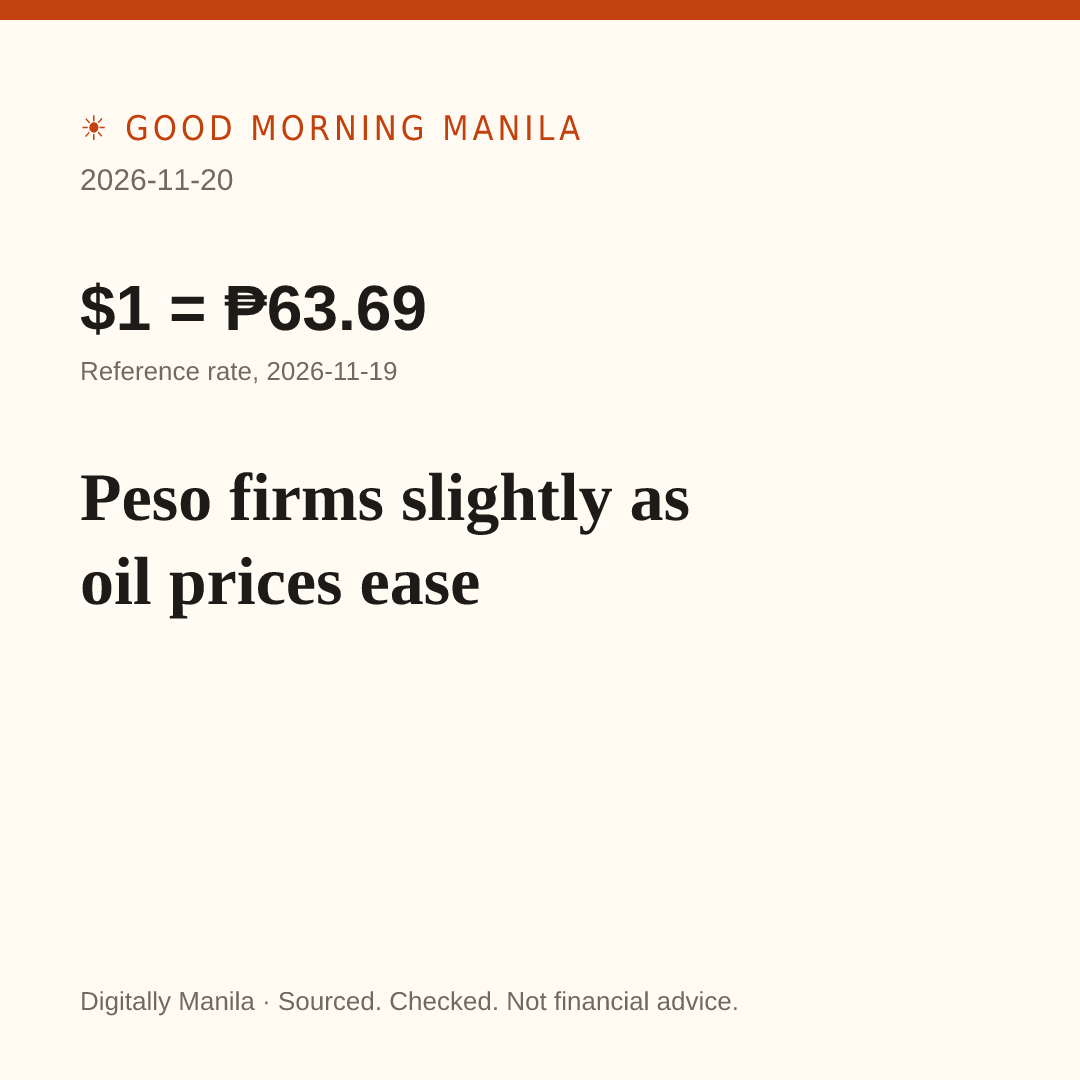 ☀ GOOD MORNING MANILA
2026-11-20
$1 = ₱63.69
Reference rate, 2026-11-19
Peso firms slightly as
oil prices ease
Digitally Manila · Sourced. Checked. Not financial advice.